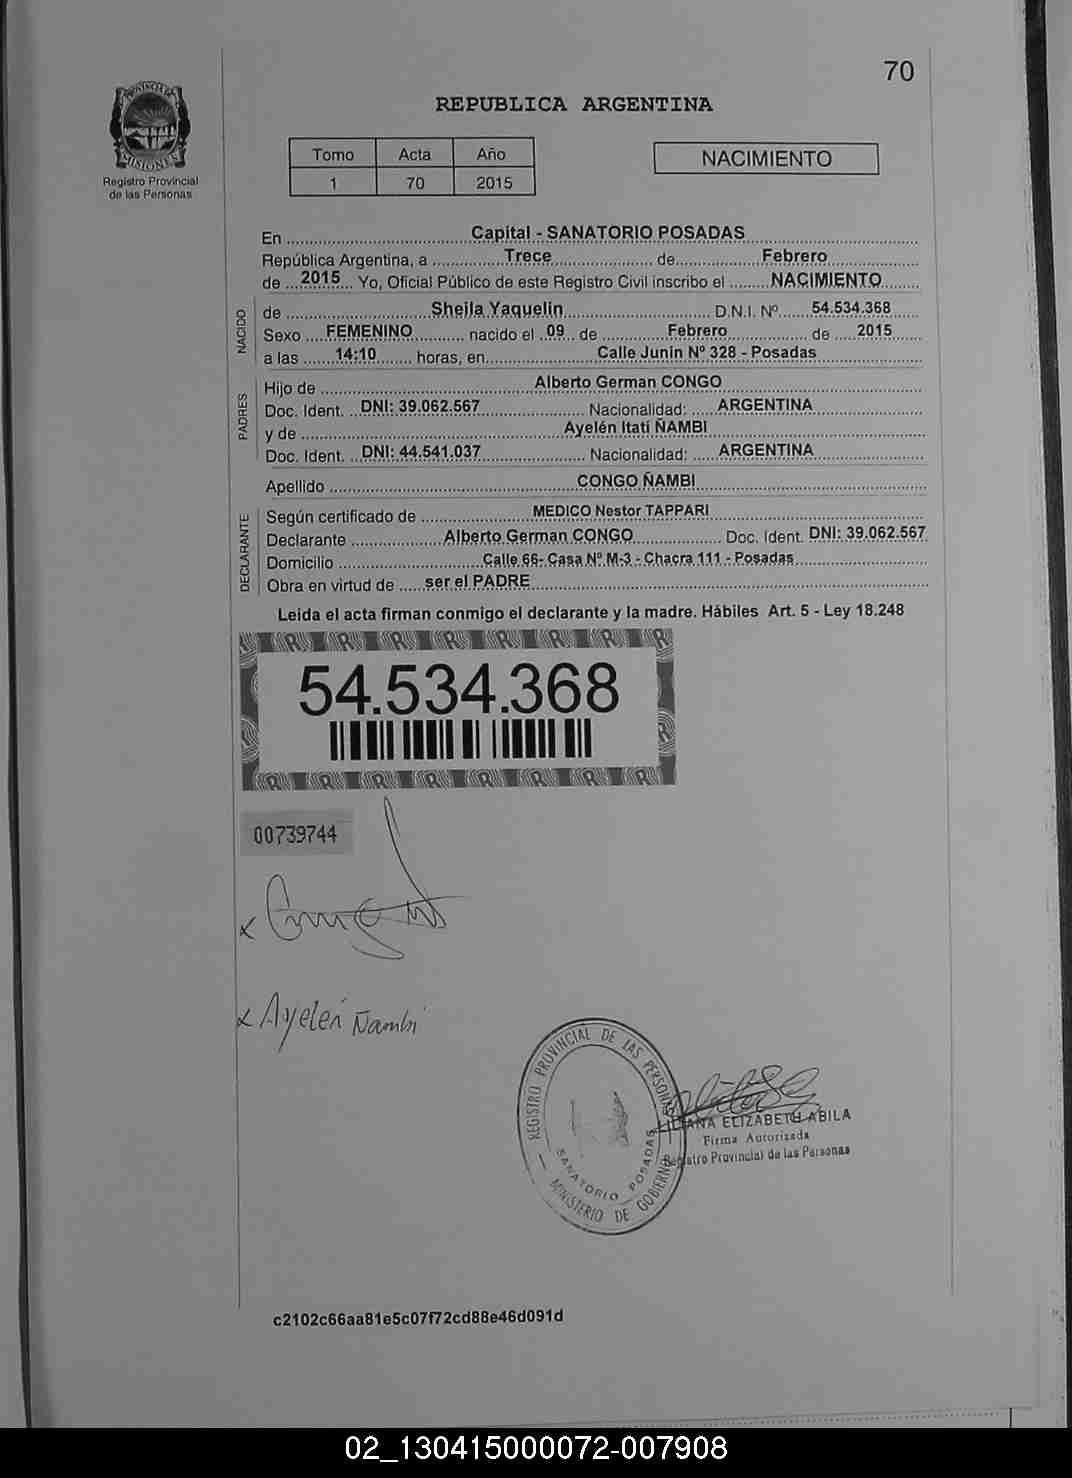 70
PROVINCIA DE
MISIONES
Registro Provincial
de las Personas
REPUBLICA ARGENTINA
Tomo Acta Año
1 70 2015
NACIMIENTO
En ..... Capital - SANATORIO POSADAS .....
República Argentina, a ..... Trece ..... de ..... Febrero .....
de ... 2015 ... Yo, Oficial Público de este Registro Civil inscribo el ..... NACIMIENTO .....
NACIDO
de ..... Sheila Yaquelin ..... D.N.I. Nº ..... 54.534.368
Sexo ..... FEMENINO ..... nacido el ..09.. de ..... Febrero ..... de ..... 2015 .....
a las ..... 14:10 ..... horas, en ..... Calle Junin Nº 328 - Posadas
PADRES
Hijo de ..... Alberto German CONGO .....
Doc. Ident. ... DNI: 39.062.567 ..... Nacionalidad: ..... ARGENTINA .....
y de ..... Ayelén Itatí ÑAMBI .....
Doc. Ident. ... DNI: 44.541.037 ..... Nacionalidad: ..... ARGENTINA .....
Apellido ..... CONGO ÑAMBI .....
DECLARANTE
Según certificado de ..... MEDICO Nestor TAPPARI .....
Declarante ..... Alberto German CONGO ..... Doc. Ident. DNI: 39.062.567
Domicilio ..... Calle 66- Casa Nº M-3 - Chacra 111 - Posadas .....
Obra en virtud de ..... ser el PADRE .....
Leida el acta firman conmigo el declarante y la madre. Hábiles Art. 5 - Ley 18.248
54.534.368
00739744
x
x Ayelén Ñambi
REGISTRO PROVINCIAL DE LAS PERSONAS
SANATORIO POSADAS
MINISTERIO DE GOBIERNO
LILIANA ELIZABETH ABILA
Firma Autorizada
Registro Provincial de las Personas
c2102c66aa81e5c07f72cd88e46d091d
02_130415000072-007908